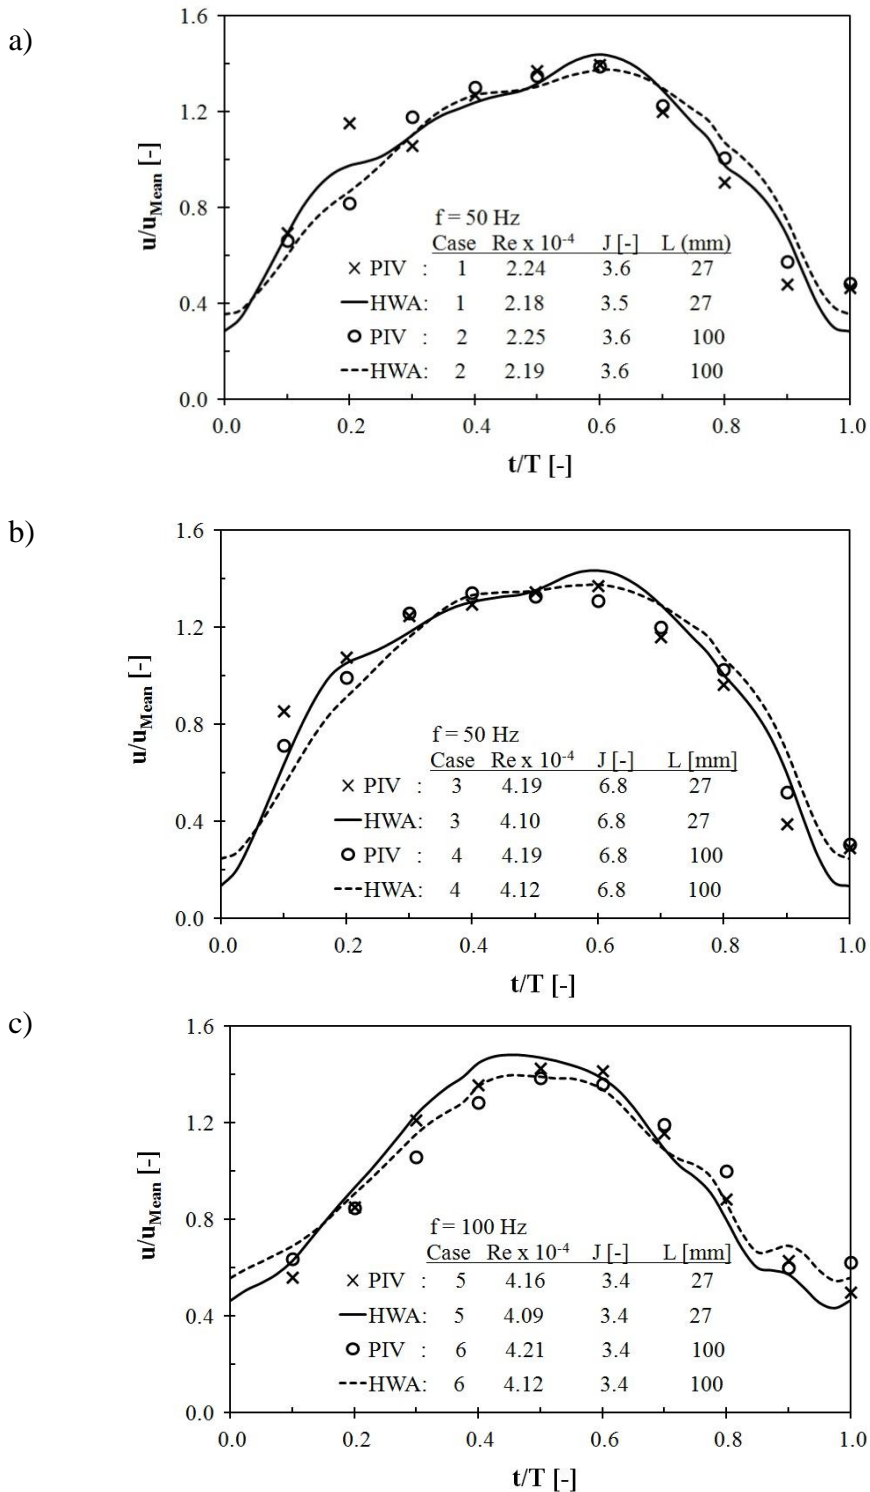 a)
1.6
1.2
0.8
0.4
0.0
u/uMean [-]
f = 50 Hz
Case Re x 10-4 J [-] L (mm)
× PIV : 1 2.24 3.6 27
HWA: 1 2.18 3.5 27
PIV : 2 2.25 3.6 100
HWA: 2 2.19 3.6 100
0.0 0.2 0.4 0.6 0.8 1.0
t/T [-]
b)
1.6
1.2
0.8
0.4
0.0
u/uMean [-]
f = 50 Hz
Case Re x 10-4 J [-] L [mm]
× PIV : 3 4.19 6.8 27
HWA: 3 4.10 6.8 27
PIV : 4 4.19 6.8 100
HWA: 4 4.12 6.8 100
0.0 0.2 0.4 0.6 0.8 1.0
t/T [-]
c)
1.6
1.2
0.8
0.4
0.0
u/uMean [-]
f = 100 Hz
Case Re x 10-4 J [-] L [mm]
× PIV : 5 4.16 3.4 27
HWA: 5 4.09 3.4 27
PIV : 6 4.21 3.4 100
HWA: 6 4.12 3.4 100
0.0 0.2 0.4 0.6 0.8 1.0
t/T [-]